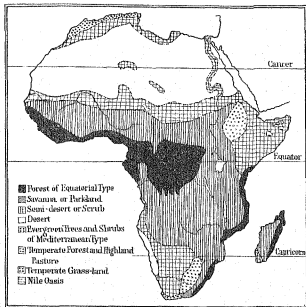 Cancer
Equator
Capricorn
Forest of Equatorial Type
Savanna or Parkland
Semi-desert or Scrub
Desert
Evergreen Trees and Shrubs
of Mediterranean Type
Temperate Forest and Highland
Pasture
Temperate Grass-land
Nile Oasis